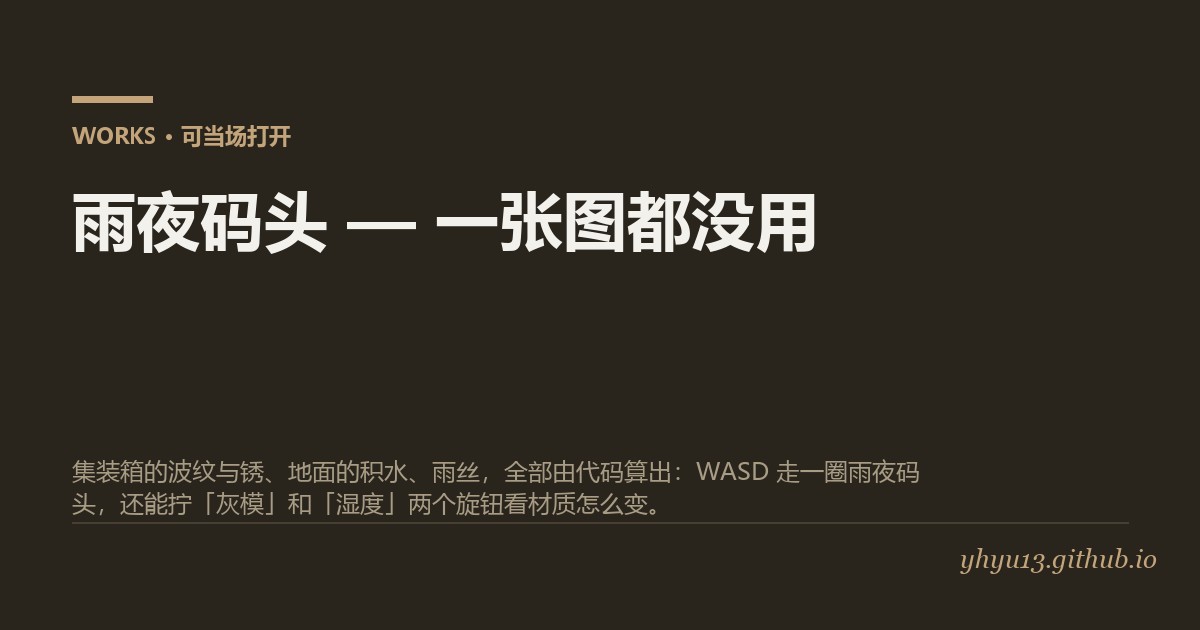 WORKS · 可当场打开
雨夜码头 — 一张图都没用
集装箱的波纹与锈、地面的积水、雨丝，全部由代码算出：WASD 走一圈雨夜码
头，还能拧「灰模」和「湿度」两个旋钮看材质怎么变。
yhyu13.github.io